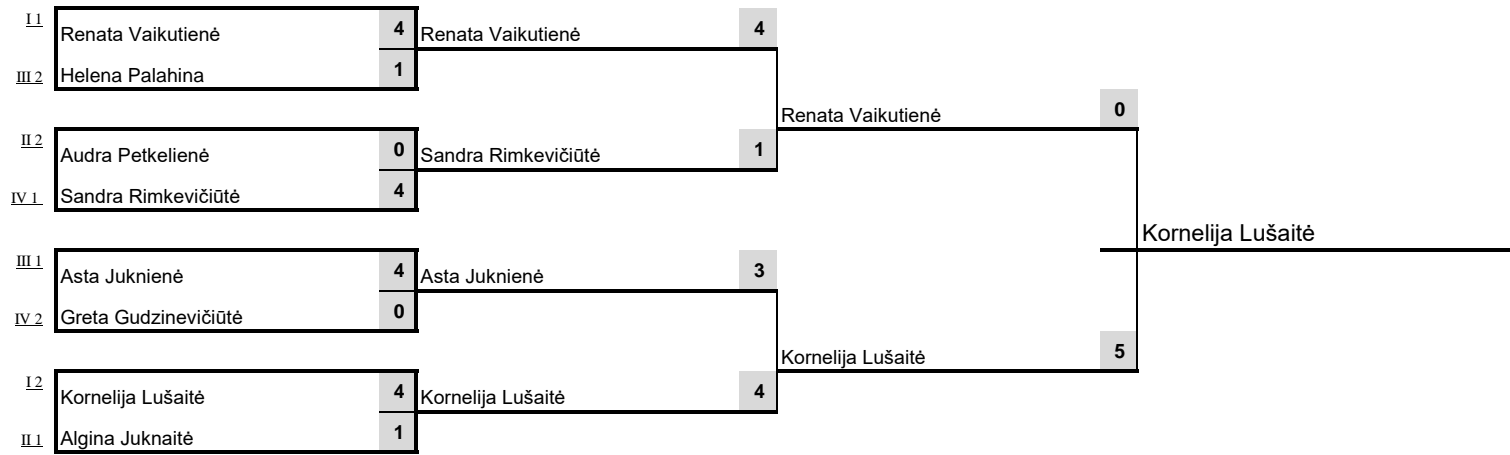 I 1 Renata Vaikutienė 4 Renata Vaikutienė 4
III 2 Helena Palahina 1
Renata Vaikutienė 0
II 2 Audra Petkelienė 0 Sandra Rimkevičiūtė 1
IV 1 Sandra Rimkevičiūtė 4
Kornelija Lušaitė
III 1 Asta Juknienė 4 Asta Juknienė 3
IV 2 Greta Gudzinevičiūtė 0
Kornelija Lušaitė 5
I 2 Kornelija Lušaitė 4 Kornelija Lušaitė 4
II 1 Algina Juknaitė 1